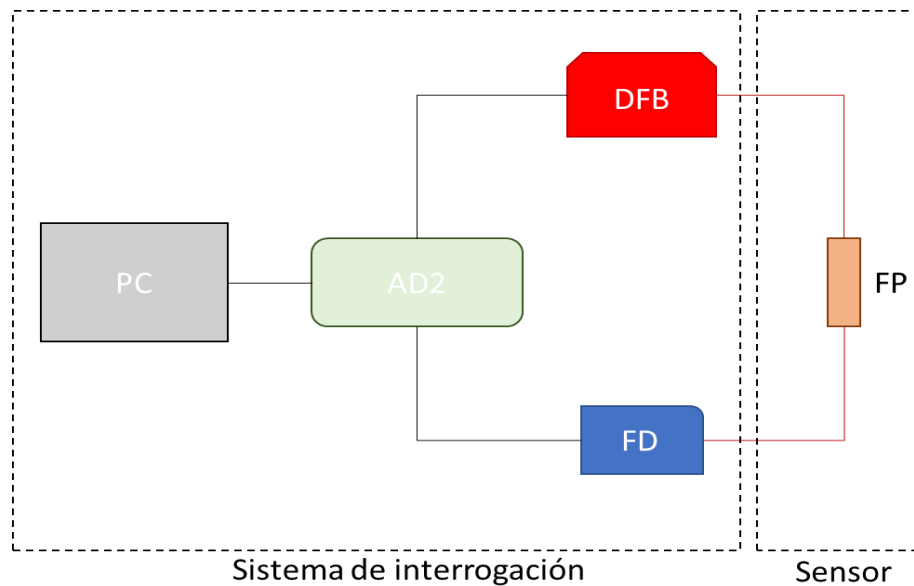 DFB
PC
AD2
FP
FD
Sistema de interrogación
Sensor